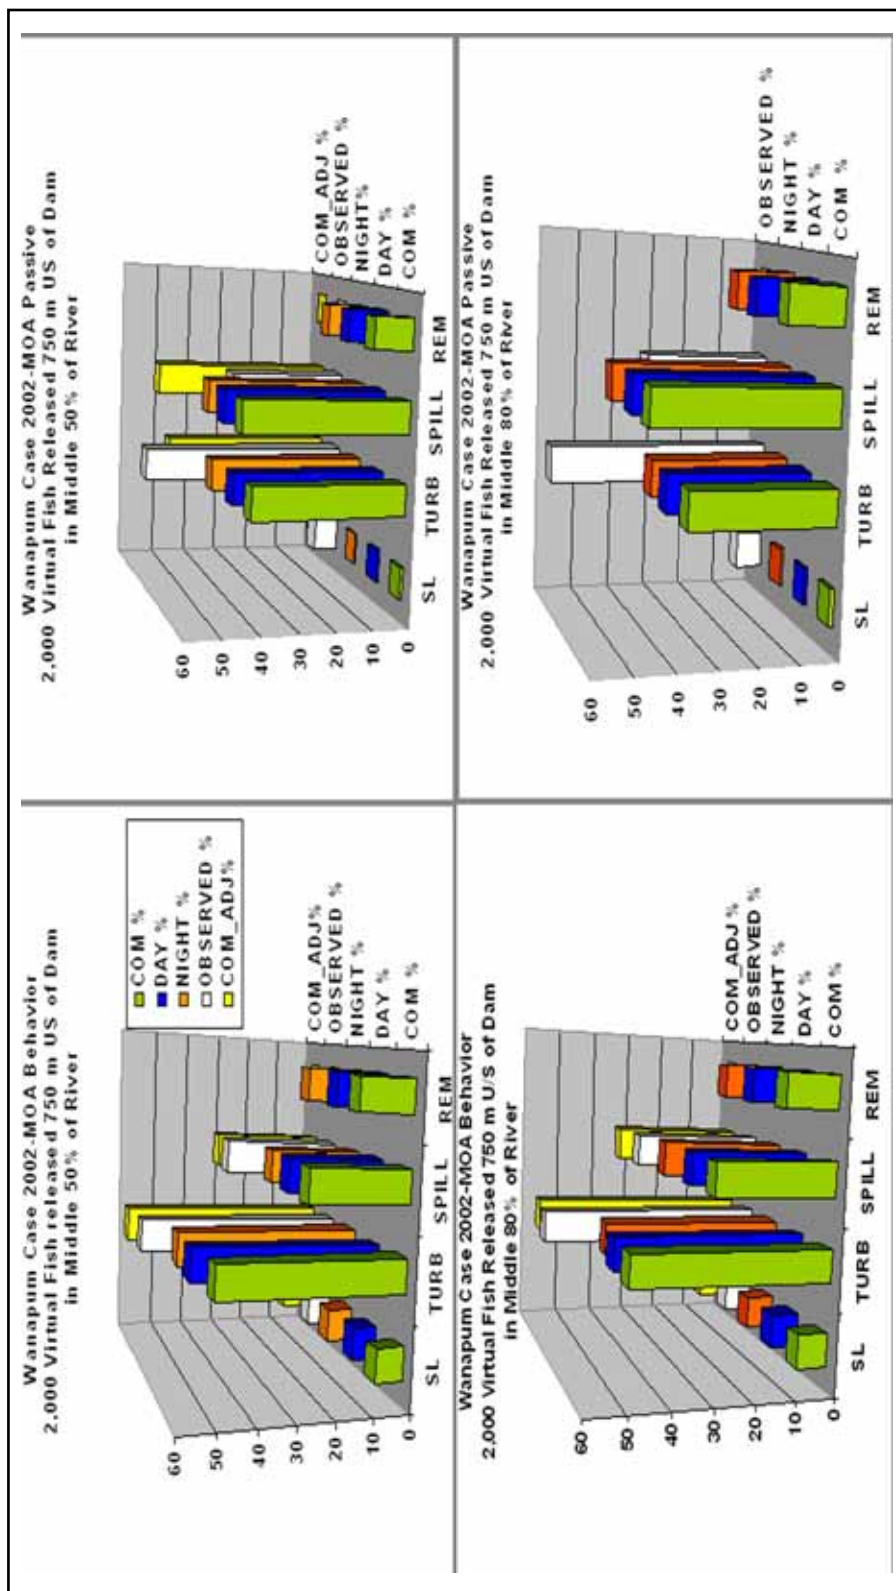 Wanapum Case 2002-MOA Behavior
2,000 Virtual Fish released 750 m US of Dam
in Middle 50% of River
COM %
DAY %
NIGHT %
OBSERVED %
COM_ADJ%
60
50
40
30
20
10
0
SL
TURB
SPILL
REM
COM_ADJ%
OBSERVED %
NIGHT %
DAY %
COM %
Wanapum Case 2002-MOA Passive
2,000 Virtual Fish Released 750 m US of Dam
in Middle 50% of River
60
50
40
30
20
10
0
SL
TURB
SPILL
REM
COM_ADJ %
OBSERVED %
NIGHT%
DAY %
COM %
Wanapum Case 2002-MOA Behavior
2,000 Virtual Fish Released 750 m U/S of Dam
in Middle 80% of River
60
50
40
30
20
10
0
SL
TURB
SPILL
REM
COM_ADJ %
OBSERVED %
NIGHT %
DAY %
COM %
Wanapum Case 2002-MOA Passive
2,000 Virtual Fish Released 750 m US of Dam
in Middle 80% of River
60
50
40
30
20
10
0
SL
TURB
SPILL
REM
OBSERVED %
NIGHT %
DAY %
COM %